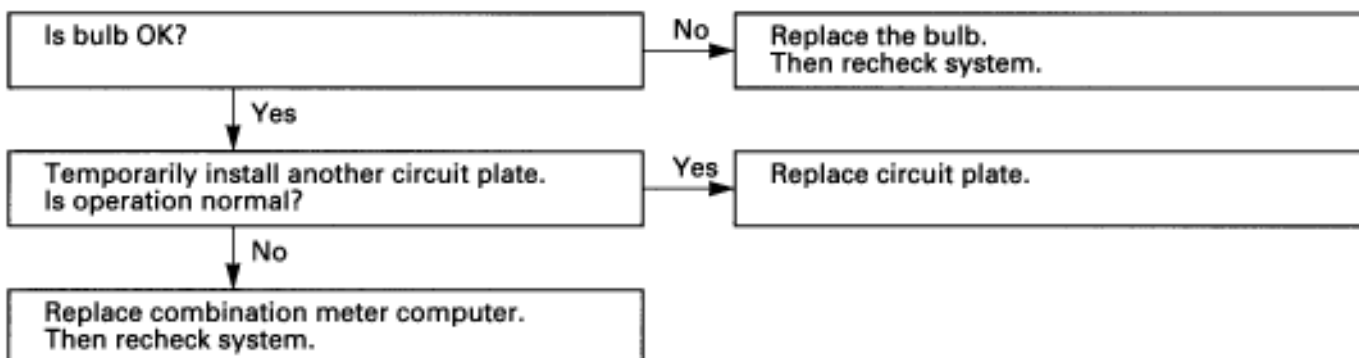 Is bulb OK?
No
Replace the bulb.
Then recheck system.
Yes
Temporarily install another circuit plate.
Is operation normal?
Yes
Replace circuit plate.
No
Replace combination meter computer.
Then recheck system.